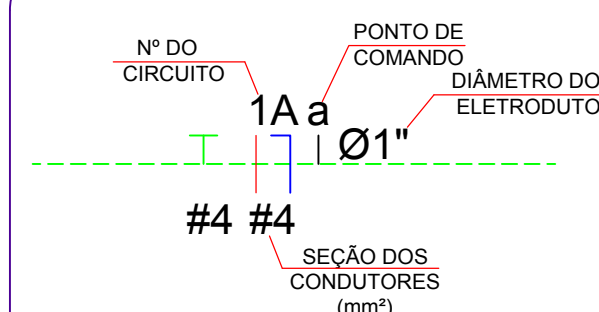 Nº DO
CIRCUITO
PONTO DE
COMANDO
DIÂMETRO DO
ELETRODUTO
1A a
Ø1"
#4 #4
SEÇÃO DOS
CONDUTORES
(mm²)